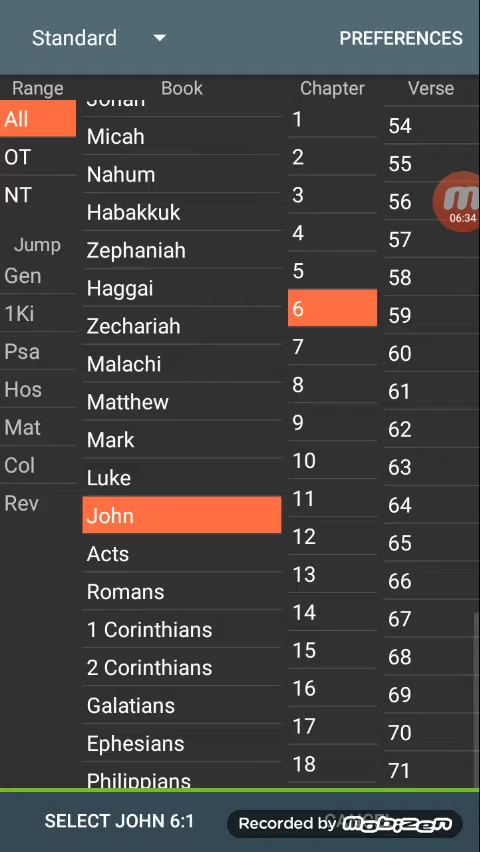 Standard
PREFERENCES
Range
Book
Chapter
Verse
All
OT
NT
Jump
Gen
1Ki
Psa
Hos
Mat
Col
Rev
Jonah
Micah
Nahum
Habakkuk
Zephaniah
Haggai
Zechariah
Malachi
Matthew
Mark
Luke
John
Acts
Romans
1 Corinthians
2 Corinthians
Galatians
Ephesians
Philippians
1
2
3
4
5
6
7
8
9
10
11
12
13
14
15
16
17
18
54
55
56
57
58
59
60
61
62
63
64
65
66
67
68
69
70
71
06:34
SELECT JOHN 6:1
CANCEL
Recorded by MOBIZEN